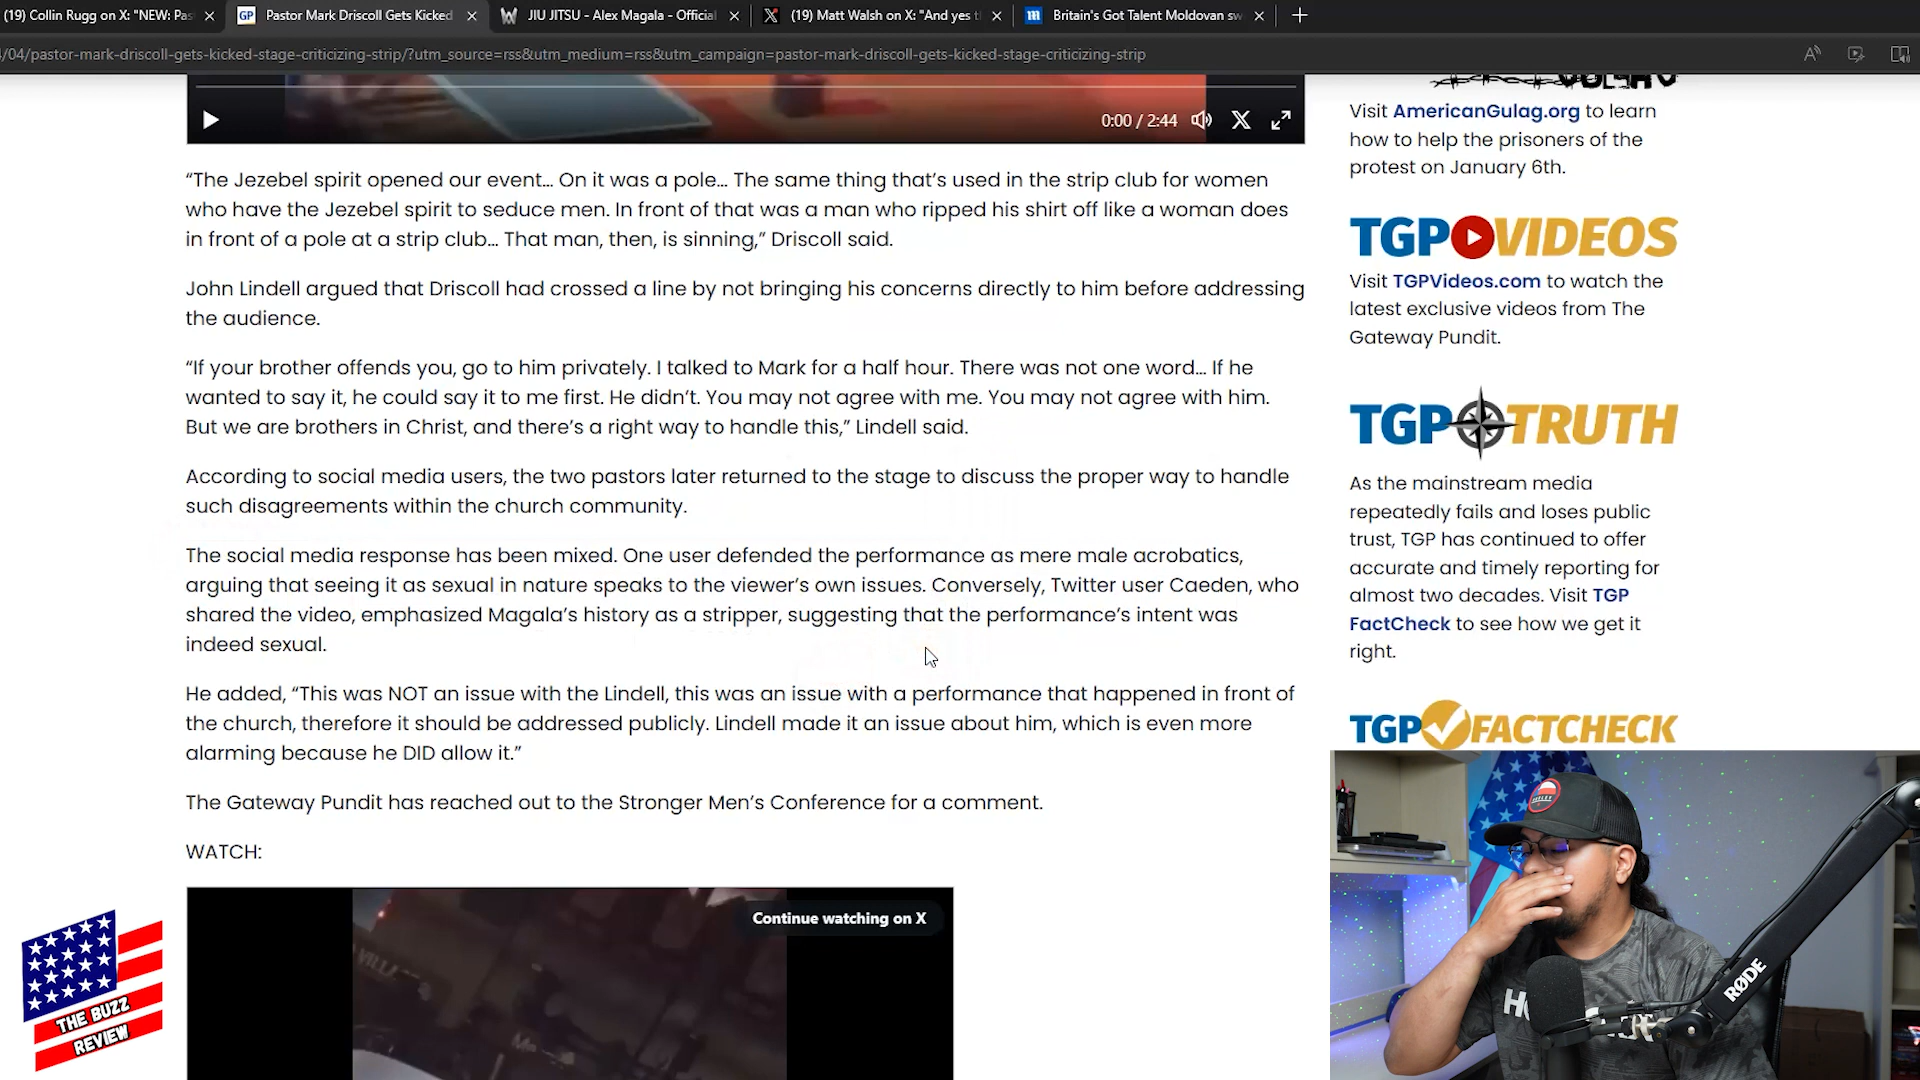 (19) Collin Rugg on X: "NEW: Pas
Pastor Mark Driscoll Gets Kicked
JIU JITSU - Alex Magala - Official
(19) Matt Walsh on X: "And yes t
Britain's Got Talent Moldovan sw
/04/pastor-mark-driscoll-gets-kicked-stage-criticizing-strip/?utm_source=rss&utm_medium=rss&utm_campaign=pastor-mark-driscoll-gets-kicked-stage-criticizing-strip
0:00 / 2:44
“The Jezebel spirit opened our event… On it was a pole… The same thing that’s used in the strip club for women
who have the Jezebel spirit to seduce men. In front of that was a man who ripped his shirt off like a woman does
in front of a pole at a strip club… That man, then, is sinning,” Driscoll said.
John Lindell argued that Driscoll had crossed a line by not bringing his concerns directly to him before addressing
the audience.
“If your brother offends you, go to him privately. I talked to Mark for a half hour. There was not one word… If he
wanted to say it, he could say it to me first. He didn’t. You may not agree with me. You may not agree with him.
But we are brothers in Christ, and there’s a right way to handle this,” Lindell said.
According to social media users, the two pastors later returned to the stage to discuss the proper way to handle
such disagreements within the church community.
The social media response has been mixed. One user defended the performance as mere male acrobatics,
arguing that seeing it as sexual in nature speaks to the viewer’s own issues. Conversely, Twitter user Caeden, who
shared the video, emphasized Magala’s history as a stripper, suggesting that the performance’s intent was
indeed sexual.
He added, “This was NOT an issue with the Lindell, this was an issue with a performance that happened in front of
the church, therefore it should be addressed publicly. Lindell made it an issue about him, which is even more
alarming because he DID allow it.”
The Gateway Pundit has reached out to the Stronger Men’s Conference for a comment.
WATCH:
Continue watching on X
Visit AmericanGulag.org to learn
how to help the prisoners of the
protest on January 6th.
TGP VIDEOS
Visit TGPVideos.com to watch the
latest exclusive videos from The
Gateway Pundit.
TGP TRUTH
As the mainstream media
repeatedly fails and loses public
trust, TGP has continued to offer
accurate and timely reporting for
almost two decades. Visit TGP
FactCheck to see how we get it
right.
TGP FACTCHECK
THE BUZZ
REVIEW
RØDE